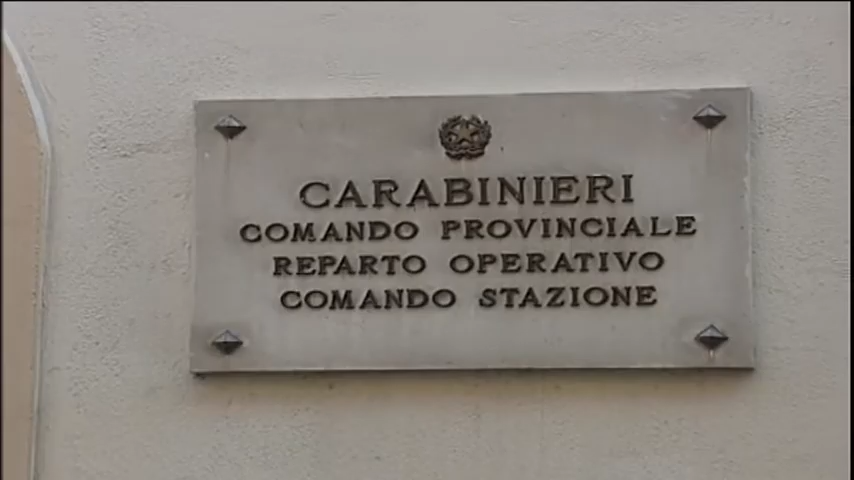 CARABINIERI
COMANDO PROVINCIALE
REPARTO OPERATIVO
COMANDO STAZIONE